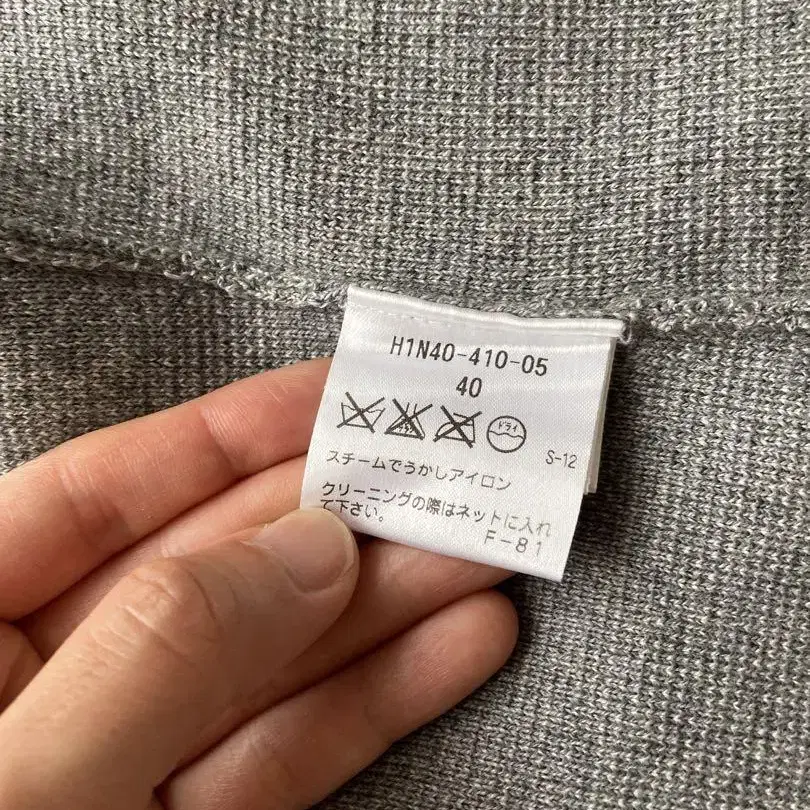 H1N40-410-05
40
ドライ
S-12
スチームでうかしアイロン
クリーニングの際はネットに入れ
て下さい。
F-81